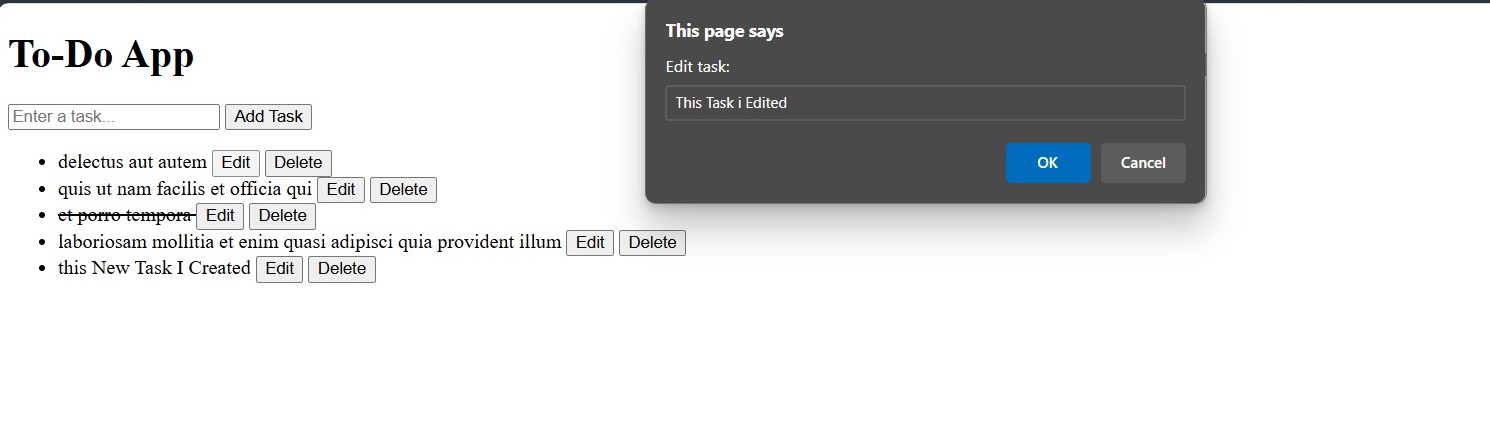 To-Do App
Enter a task... Add Task
delectus aut autem Edit Delete
quis ut nam facilis et officia qui Edit Delete
et porro tempora Edit Delete
laboriosam mollitia et enim quasi adipisci quia provident illum Edit Delete
this New Task I Created Edit Delete
This page says
Edit task:
This Task i Edited
OK Cancel